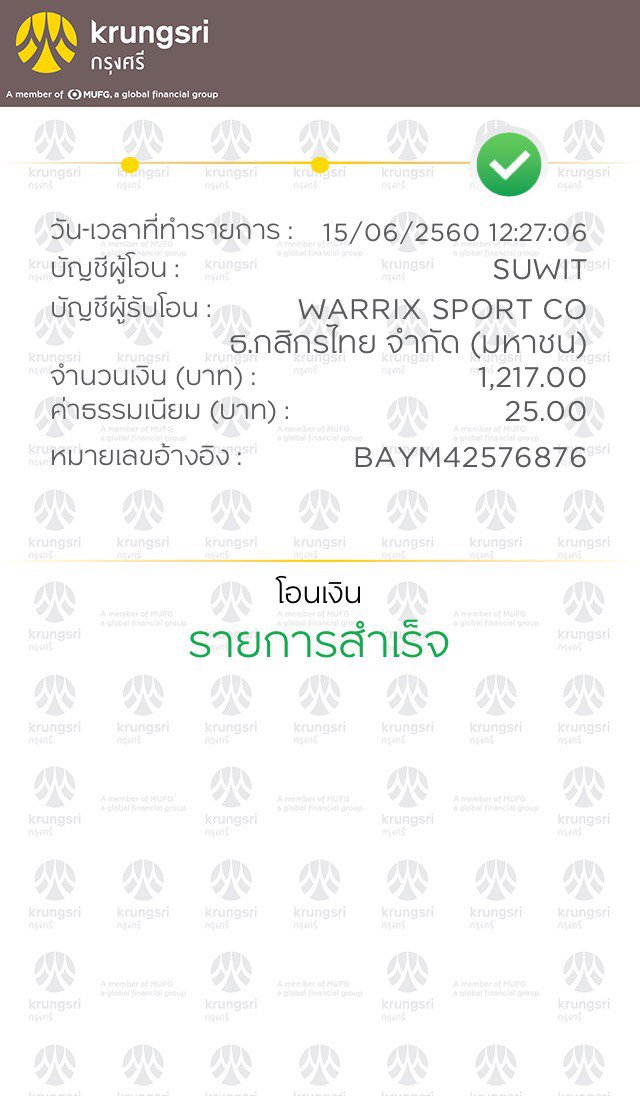 krungsri
กรุงศรี
A member of MUFG, a global financial group
วัน-เวลาที่ทำรายการ : 15/06/2560 12:27:06
บัญชีผู้โอน : SUWIT
บัญชีผู้รับโอน : WARRIX SPORT CO
ธ.กสิกรไทย จำกัด (มหาชน)
จำนวนเงิน (บาท) : 1,217.00
ค่าธรรมเนียม (บาท) : 25.00
หมายเลขอ้างอิง : BAYM42576876
โอนเงิน
รายการสำเร็จ